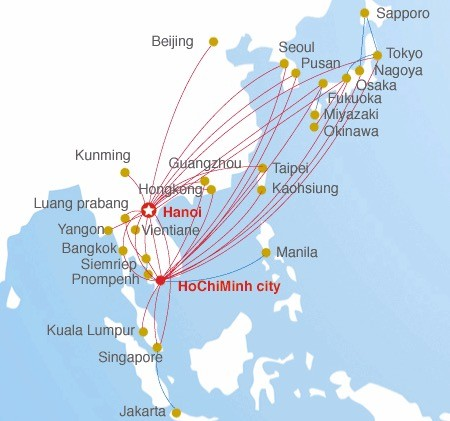 Sapporo
Beijing
Seoul
Pusan
Tokyo
Nagoya
Osaka
Fukuoka
Miyazaki
Okinawa
Kunming
Guangzhou
Taipei
Hongkong
Kaohsiung
Luang prabang
Hanoi
Yangon
Vientiane
Bangkok
Manila
Siemriep
Pnompenh
HoChiMinh city
Kuala Lumpur
Singapore
Jakarta